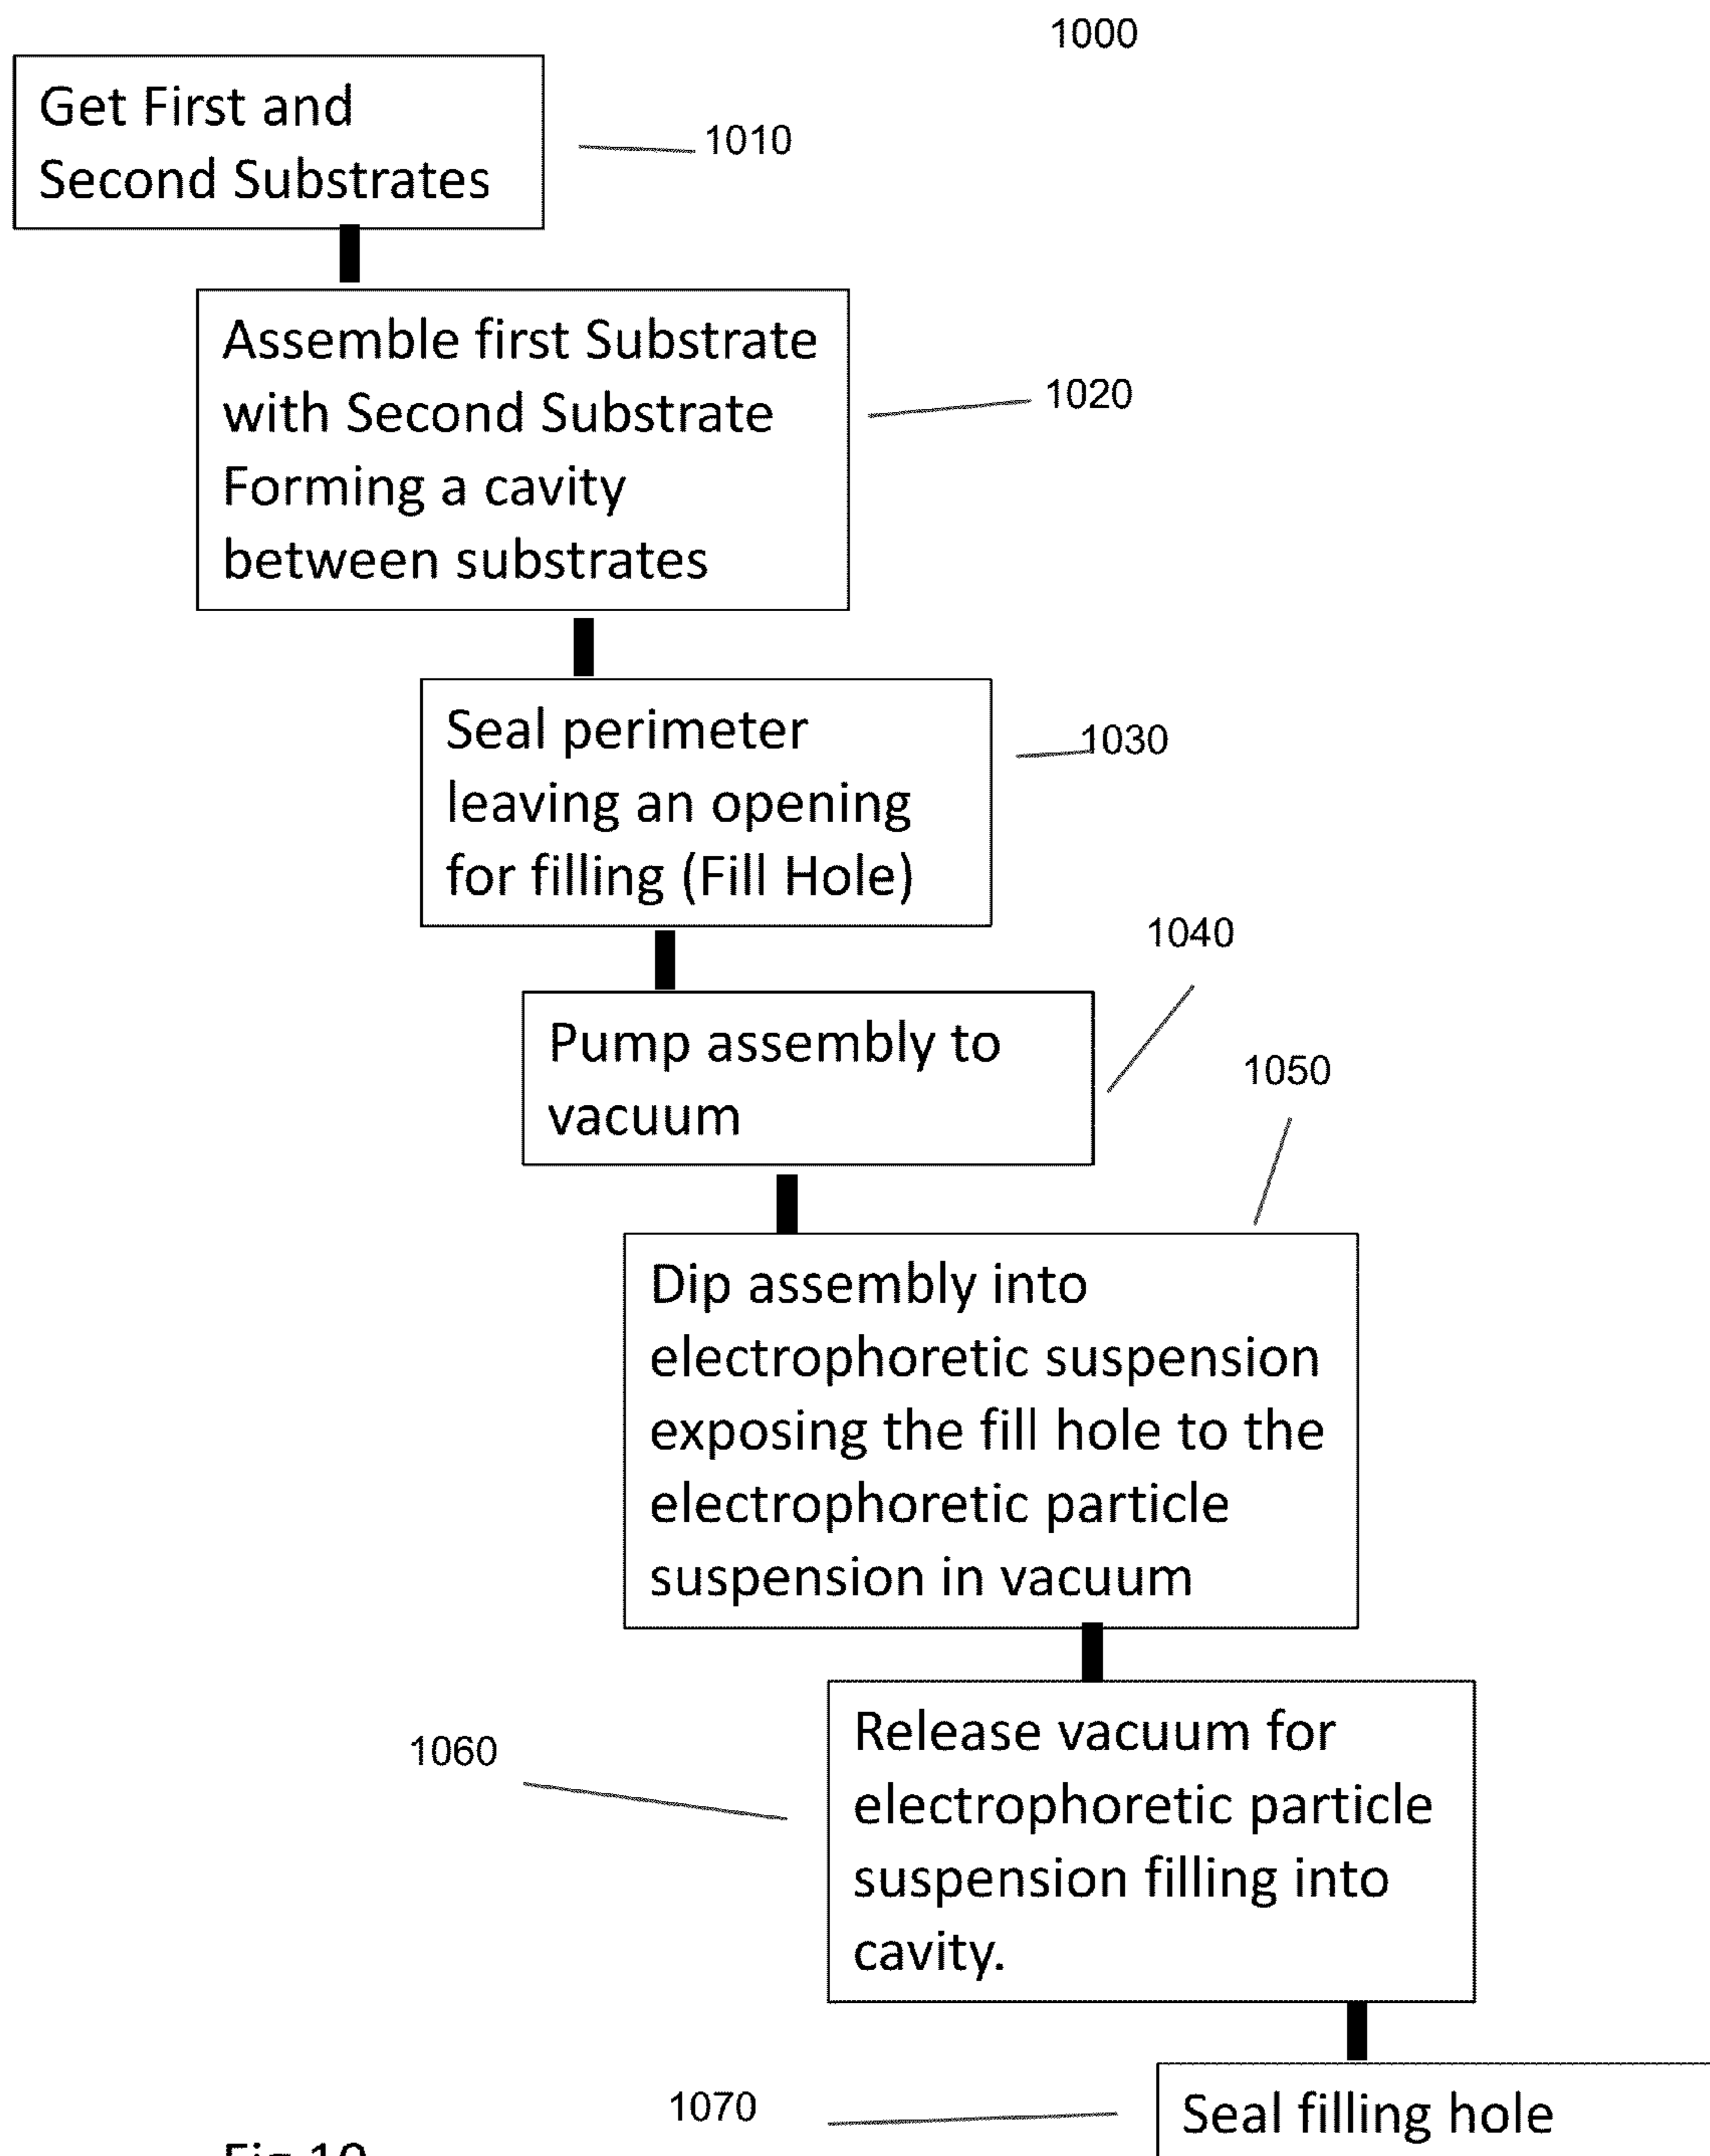 1000
Get First and
Second Substrates
1010
Assemble first Substrate
with Second Substrate
Forming a cavity
between substrates
1020
Seal perimeter
leaving an opening
for filling (Fill Hole)
1030
1040
Pump assembly to
vacuum
1050
Dip assembly into
electrophoretic suspension
exposing the fill hole to the
electrophoretic particle
suspension in vacuum
1060
Release vacuum for
electrophoretic particle
suspension filling into
cavity.
1070
Seal filling hole
Fig 10